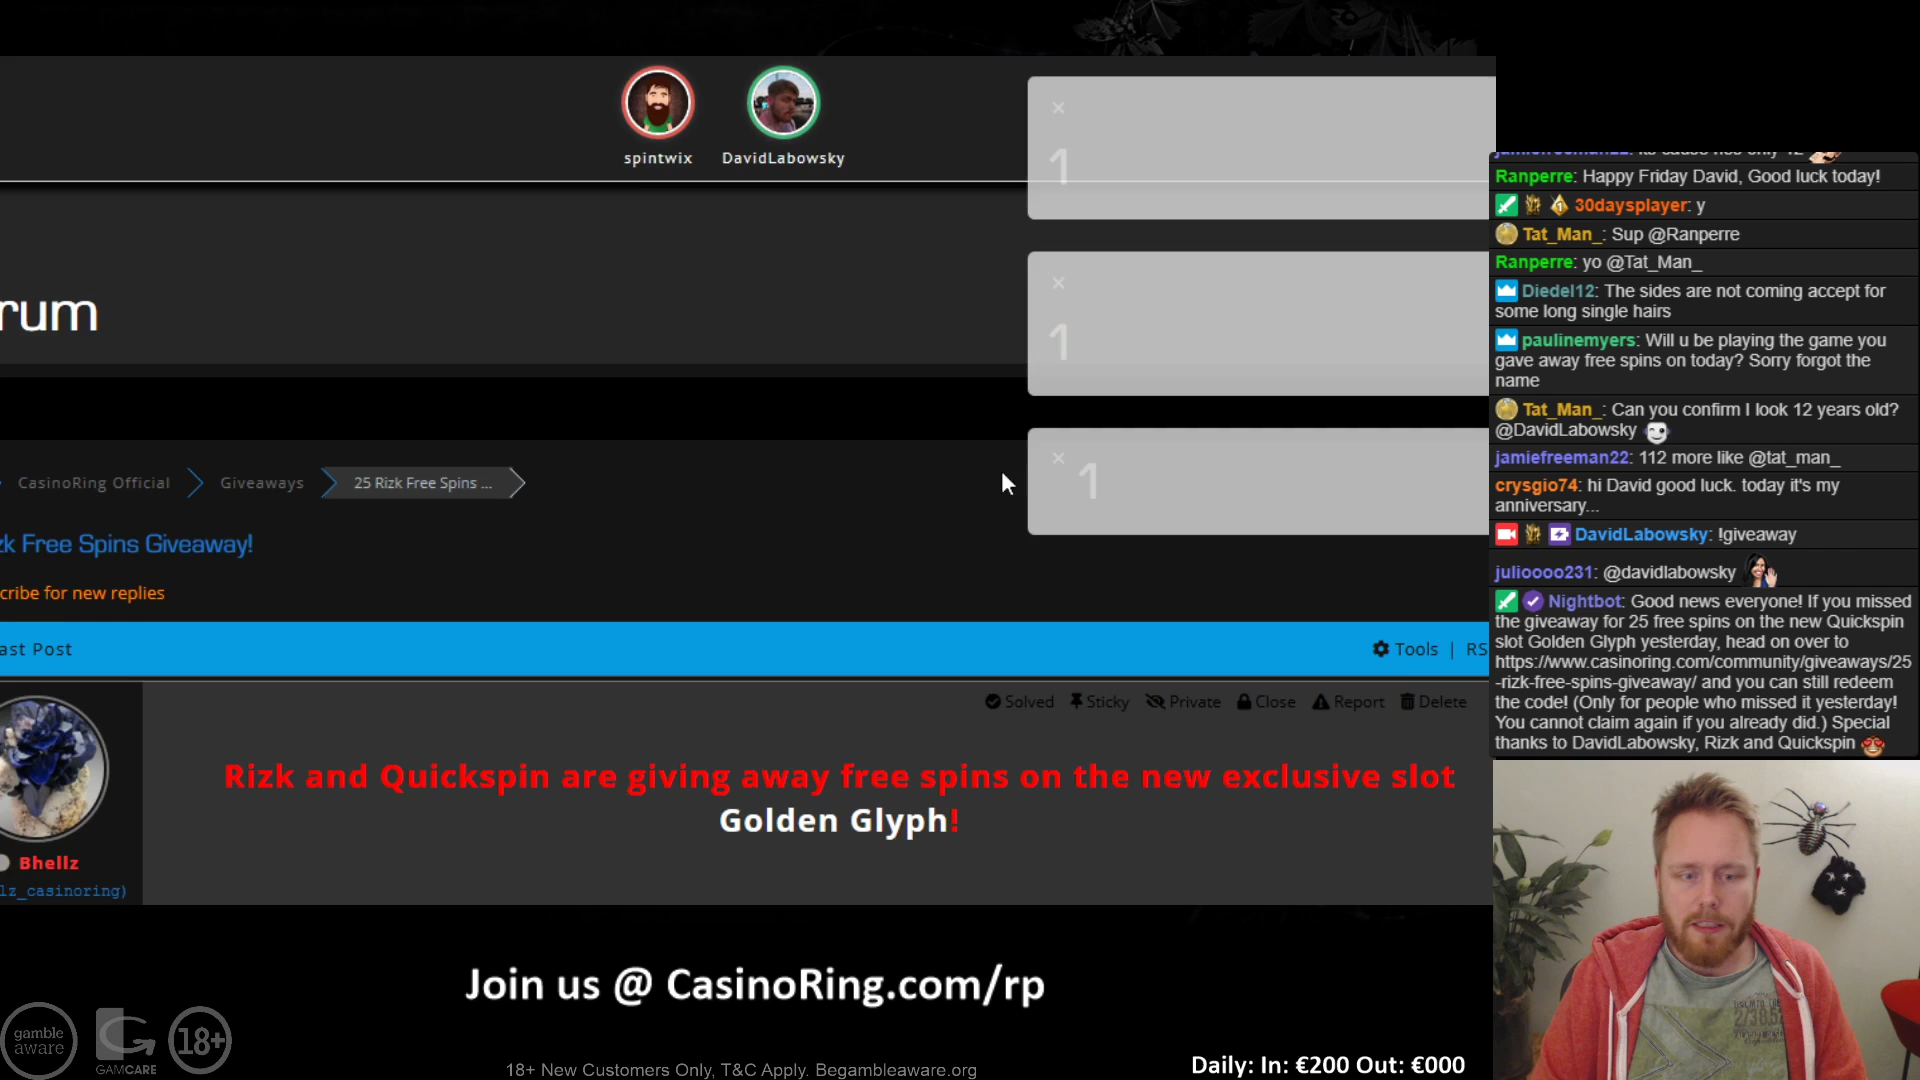 spintwix
DavidLabowsky
×
1
×
1
×
1
rum
CasinoRing Official
Giveaways
25 Rizk Free Spins ...
zk Free Spins Giveaway!
cribe for new replies
ast Post
Tools | RS
Solved
Sticky
Private
Close
Report
Delete
Rizk and Quickspin are giving away free spins on the new exclusive slot
Golden Glyph!
Bhellz
lz_casinoring)
Join us @ CasinoRing.com/rp
gamble
aware
GAMCARE
18+
18+ New Customers Only, T&C Apply. Begambleaware.org
Daily: In: €200 Out: €000
Ranperre: Happy Friday David, Good luck today!
30daysplayer: y
Tat_Man_: Sup @Ranperre
Ranperre: yo @Tat_Man_
Diedel12: The sides are not coming accept for
some long single hairs
paulinemyers: Will u be playing the game you
gave away free spins on today? Sorry forgot the
name
Tat_Man_: Can you confirm I look 12 years old?
@DavidLabowsky
jamiefreeman22: 112 more like @tat_man_
crysgio74: hi David good luck. today it's my
anniversary...
DavidLabowsky: !giveaway
julioooo231: @davidlabowsky
Nightbot: Good news everyone! If you missed
the giveaway for 25 free spins on the new Quickspin
slot Golden Glyph yesterday, head on over to
https://www.casinoring.com/community/giveaways/25
-rizk-free-spins-giveaway/ and you can still redeem
the code! (Only for people who missed it yesterday!
You cannot claim again if you already did.) Special
thanks to DavidLabowsky, Rizk and Quickspin